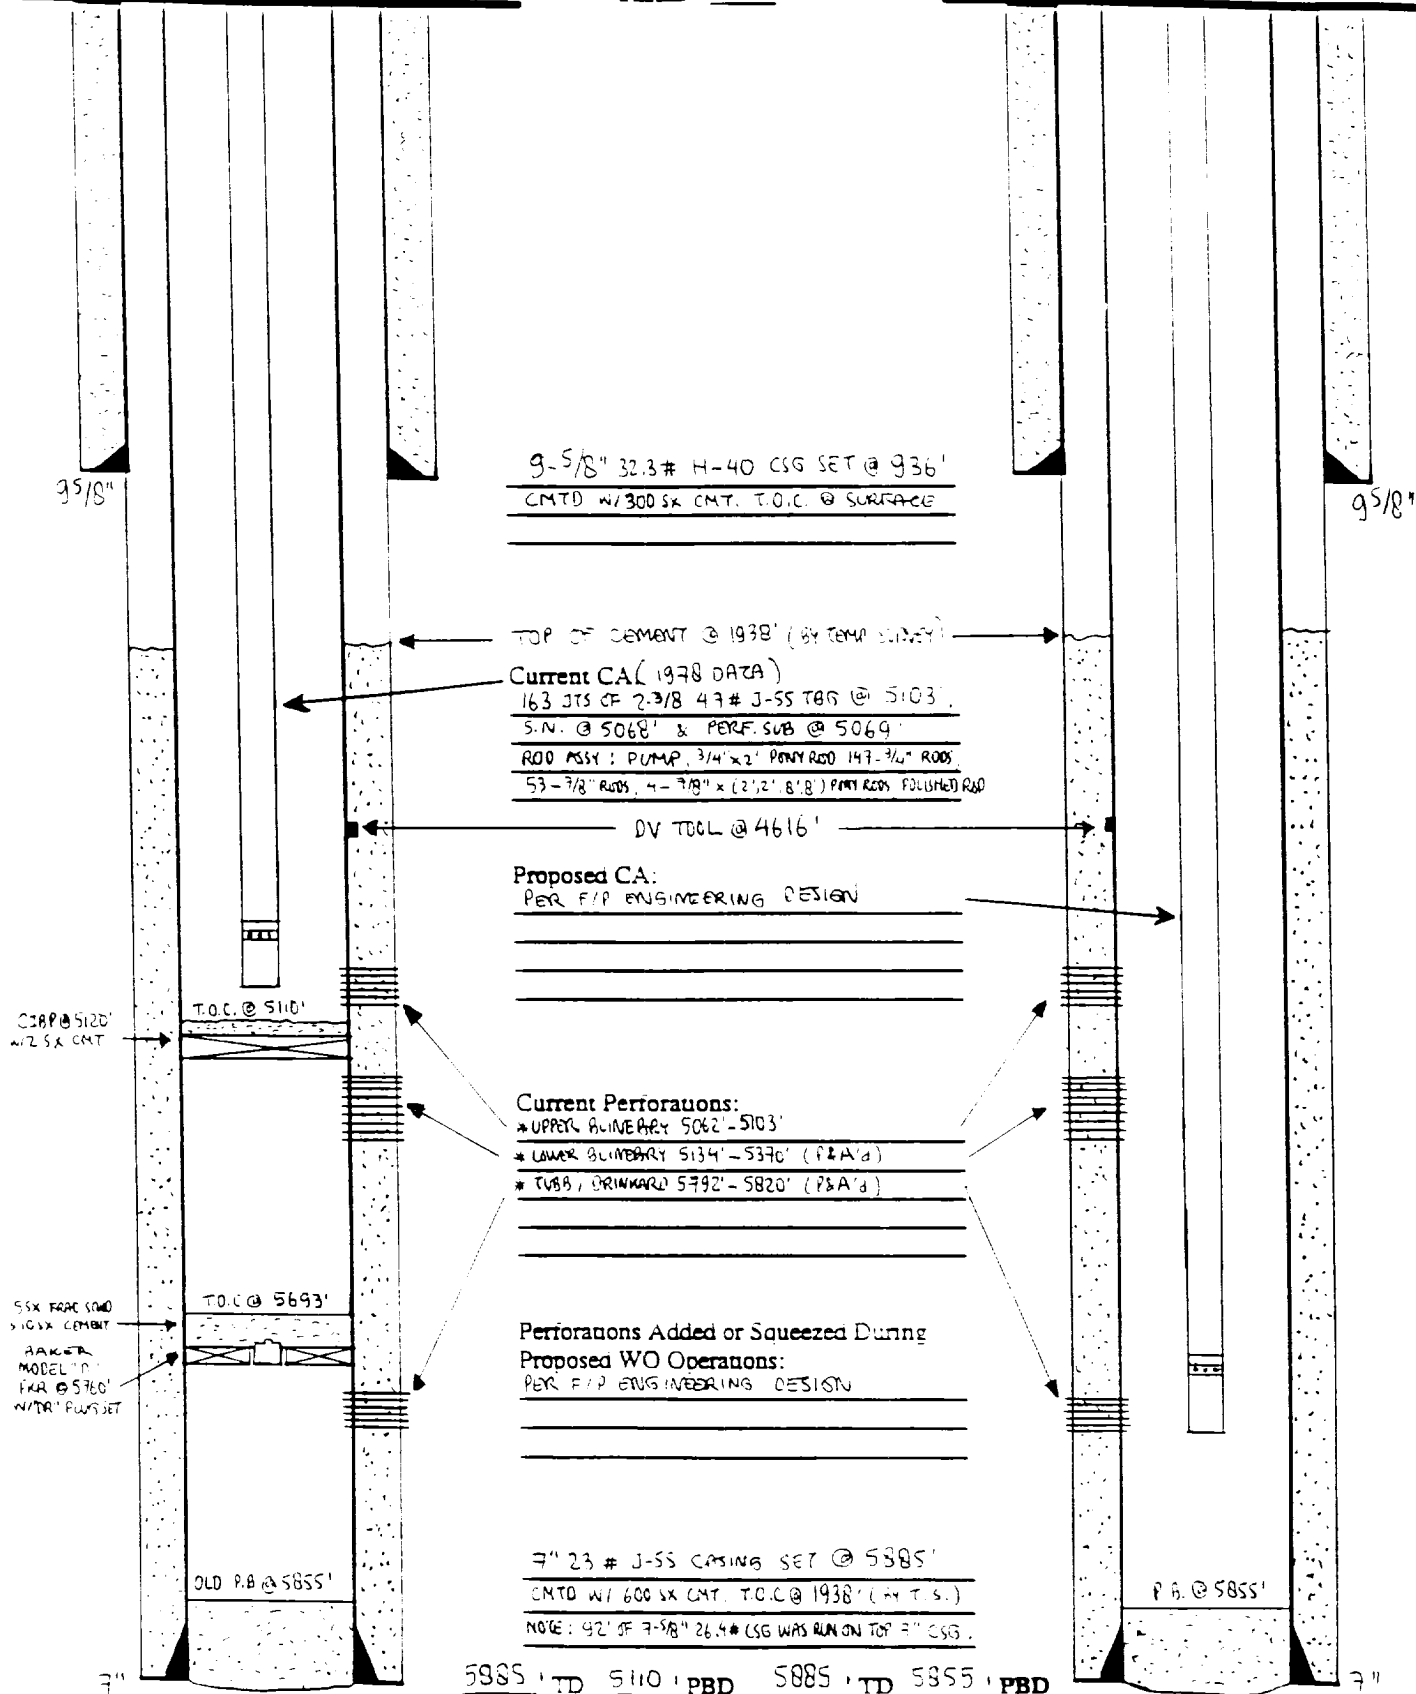 9 5/8"
9-5/8" 32.3# H-40 CSG SET @ 936'
CMTD W/ 300 SX CMT. T.O.C. @ SURFACE
9 5/8"
TOP OF CEMENT @ 1938' (BY TEMP SURVEY)
Current CA( 1978 DATA)
163 JTS OF 2-3/8 4.7# J-55 TBG @ 5103'.
S.N. @ 5068' & PERF. SUB @ 5069'
ROD ASSY: PUMP, 3/4" x 2' PONY ROD 147-3/4" RODS,
53-7/8" RODS, 4-7/8" x (2',2',8',8') PONY RODS POLISHED ROD
DV TOOL @ 4616'
Proposed CA:
PER F/P ENGINEERING DESIGN
T.O.C. @ 5110'
CIBP @ 5120'
W/2 SX CMT
Current Perforations:
* UPPER BLINEBRY 5062'-5103'
* LOWER BLINEBRY 5134'-5370' (P&A'd)
* TUBB / DRINKARD 5792'-5820' (P&A'd)
T.O.C @ 5693'
5 SX FRAC SAND
SX CEMENT
BAKER
MODEL "D"
PKR @ 5760'
W/"DR" PLUG SET
Perforations Added or Squeezed During
Proposed WO Operations:
PER F/P ENGINEERING DESIGN
OLD P.B @ 5855'
7" 23 # J-55 CASING SET @ 5885'
CMTD W/ 600 SX CMT. T.O.C @ 1938' (BY T.S.)
NOTE: 92' OF 7-5/8" 26.4# CSG WAS RUN ON TOP 7" CSG.
P.B. @ 5855'
7"
5885 ' TD 5110 ' PBD 5885 ' TD 5855 ' PBD
7"